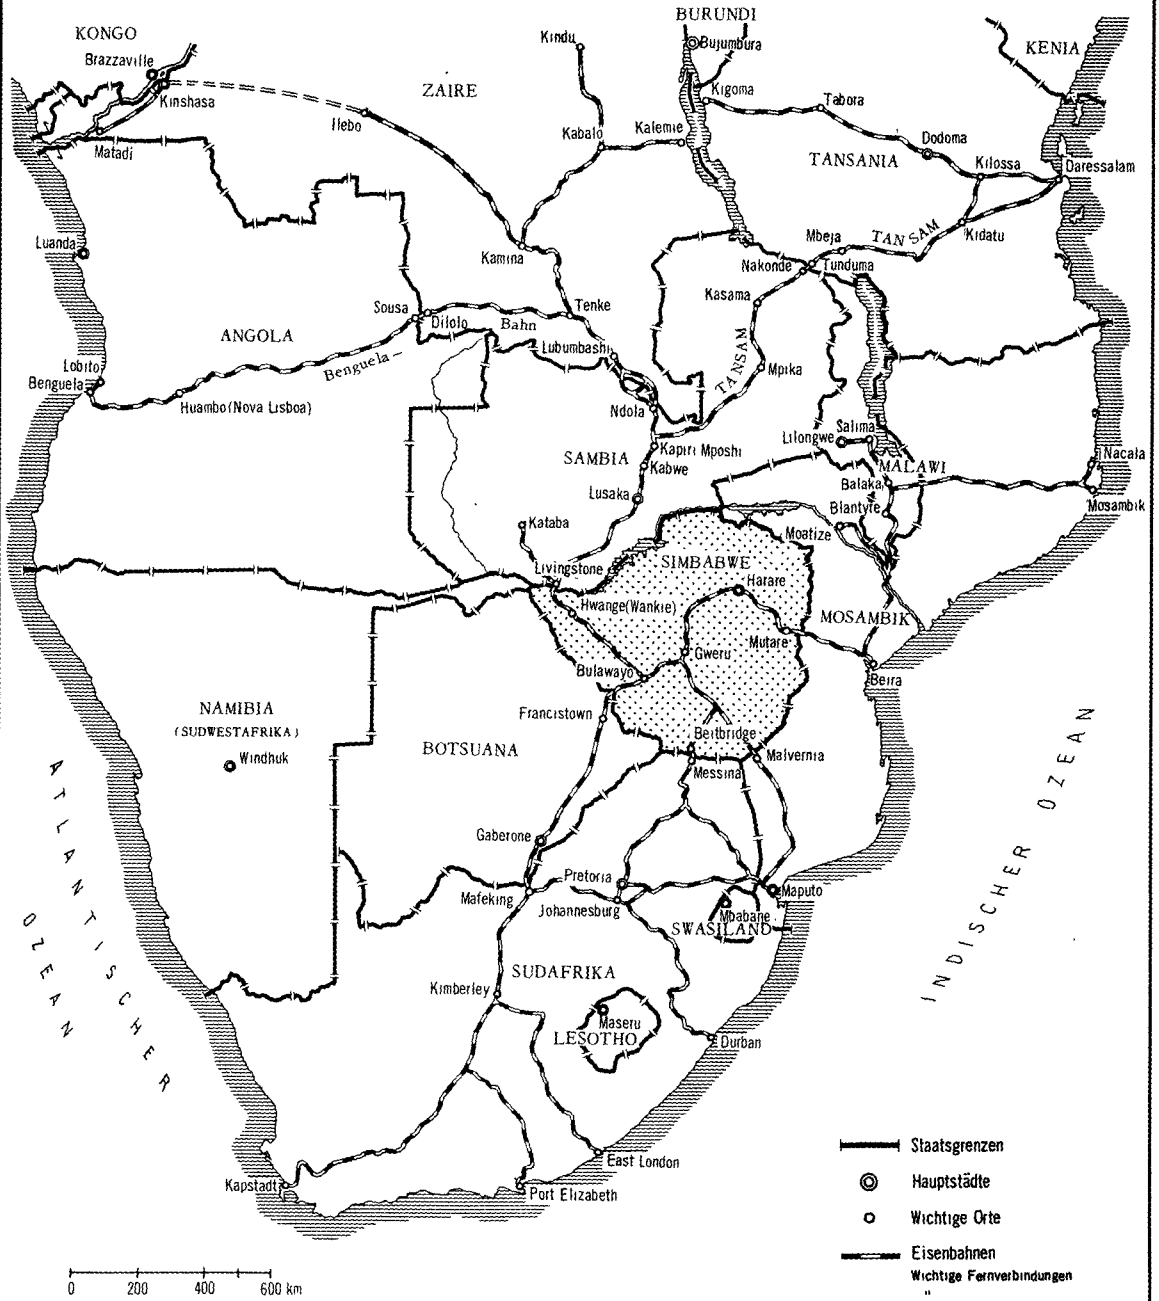 BURUNDI
KONGO
Kindu
Bujumbura
KENIA
Brazzaville
ZAIRE
Kinshasa
Kigoma
Tabora
Ilebo
Kabalo
Kalemie
Dodoma
Matadi
TANSANIA
Kilossa
Daressalam
Luanda
Kamina
Mbeja
TANSAM
Kidatu
Nakonde
Tunduma
Kasama
Sousa
Dilolo
Tenke
ANGOLA
Benguela-
Bahn
Lubumbashi
TANSAM
Lobito
Benguela
Mpika
Huambo (Nova Lisboa)
Ndola
Lilongwe
Salima
Kapiri Mposhi
SAMBIA
Kabwe
MALAWI
Nacala
Balaka
Lusaka
Blantyre
Mosambik
Kataba
Moatize
Livingstone
SIMBABWE
Harare
Hwange (Wankie)
MOSAMBIK
Mutare
Gweru
Bulawayo
Beira
NAMIBIA
(SUDWESTAFRIKA)
Francistown
Beitbridge
BOTSUANA
Windhuk
Malvernia
Messina
ATLANTISCHER
OZEAN
INDISCHER OZEAN
Gaberone
Pretoria
Mafeking
Johannesburg
Maputo
Mbabane
SWASILAND
SUDAFRIKA
Kimberley
Maseru
LESOTHO
Durban
East London
Kapstadt
Port Elizabeth
Staatsgrenzen
Hauptstädte
Wichtige Orte
Eisenbahnen
Wichtige Fernverbindungen
"
0 200 400 600 km